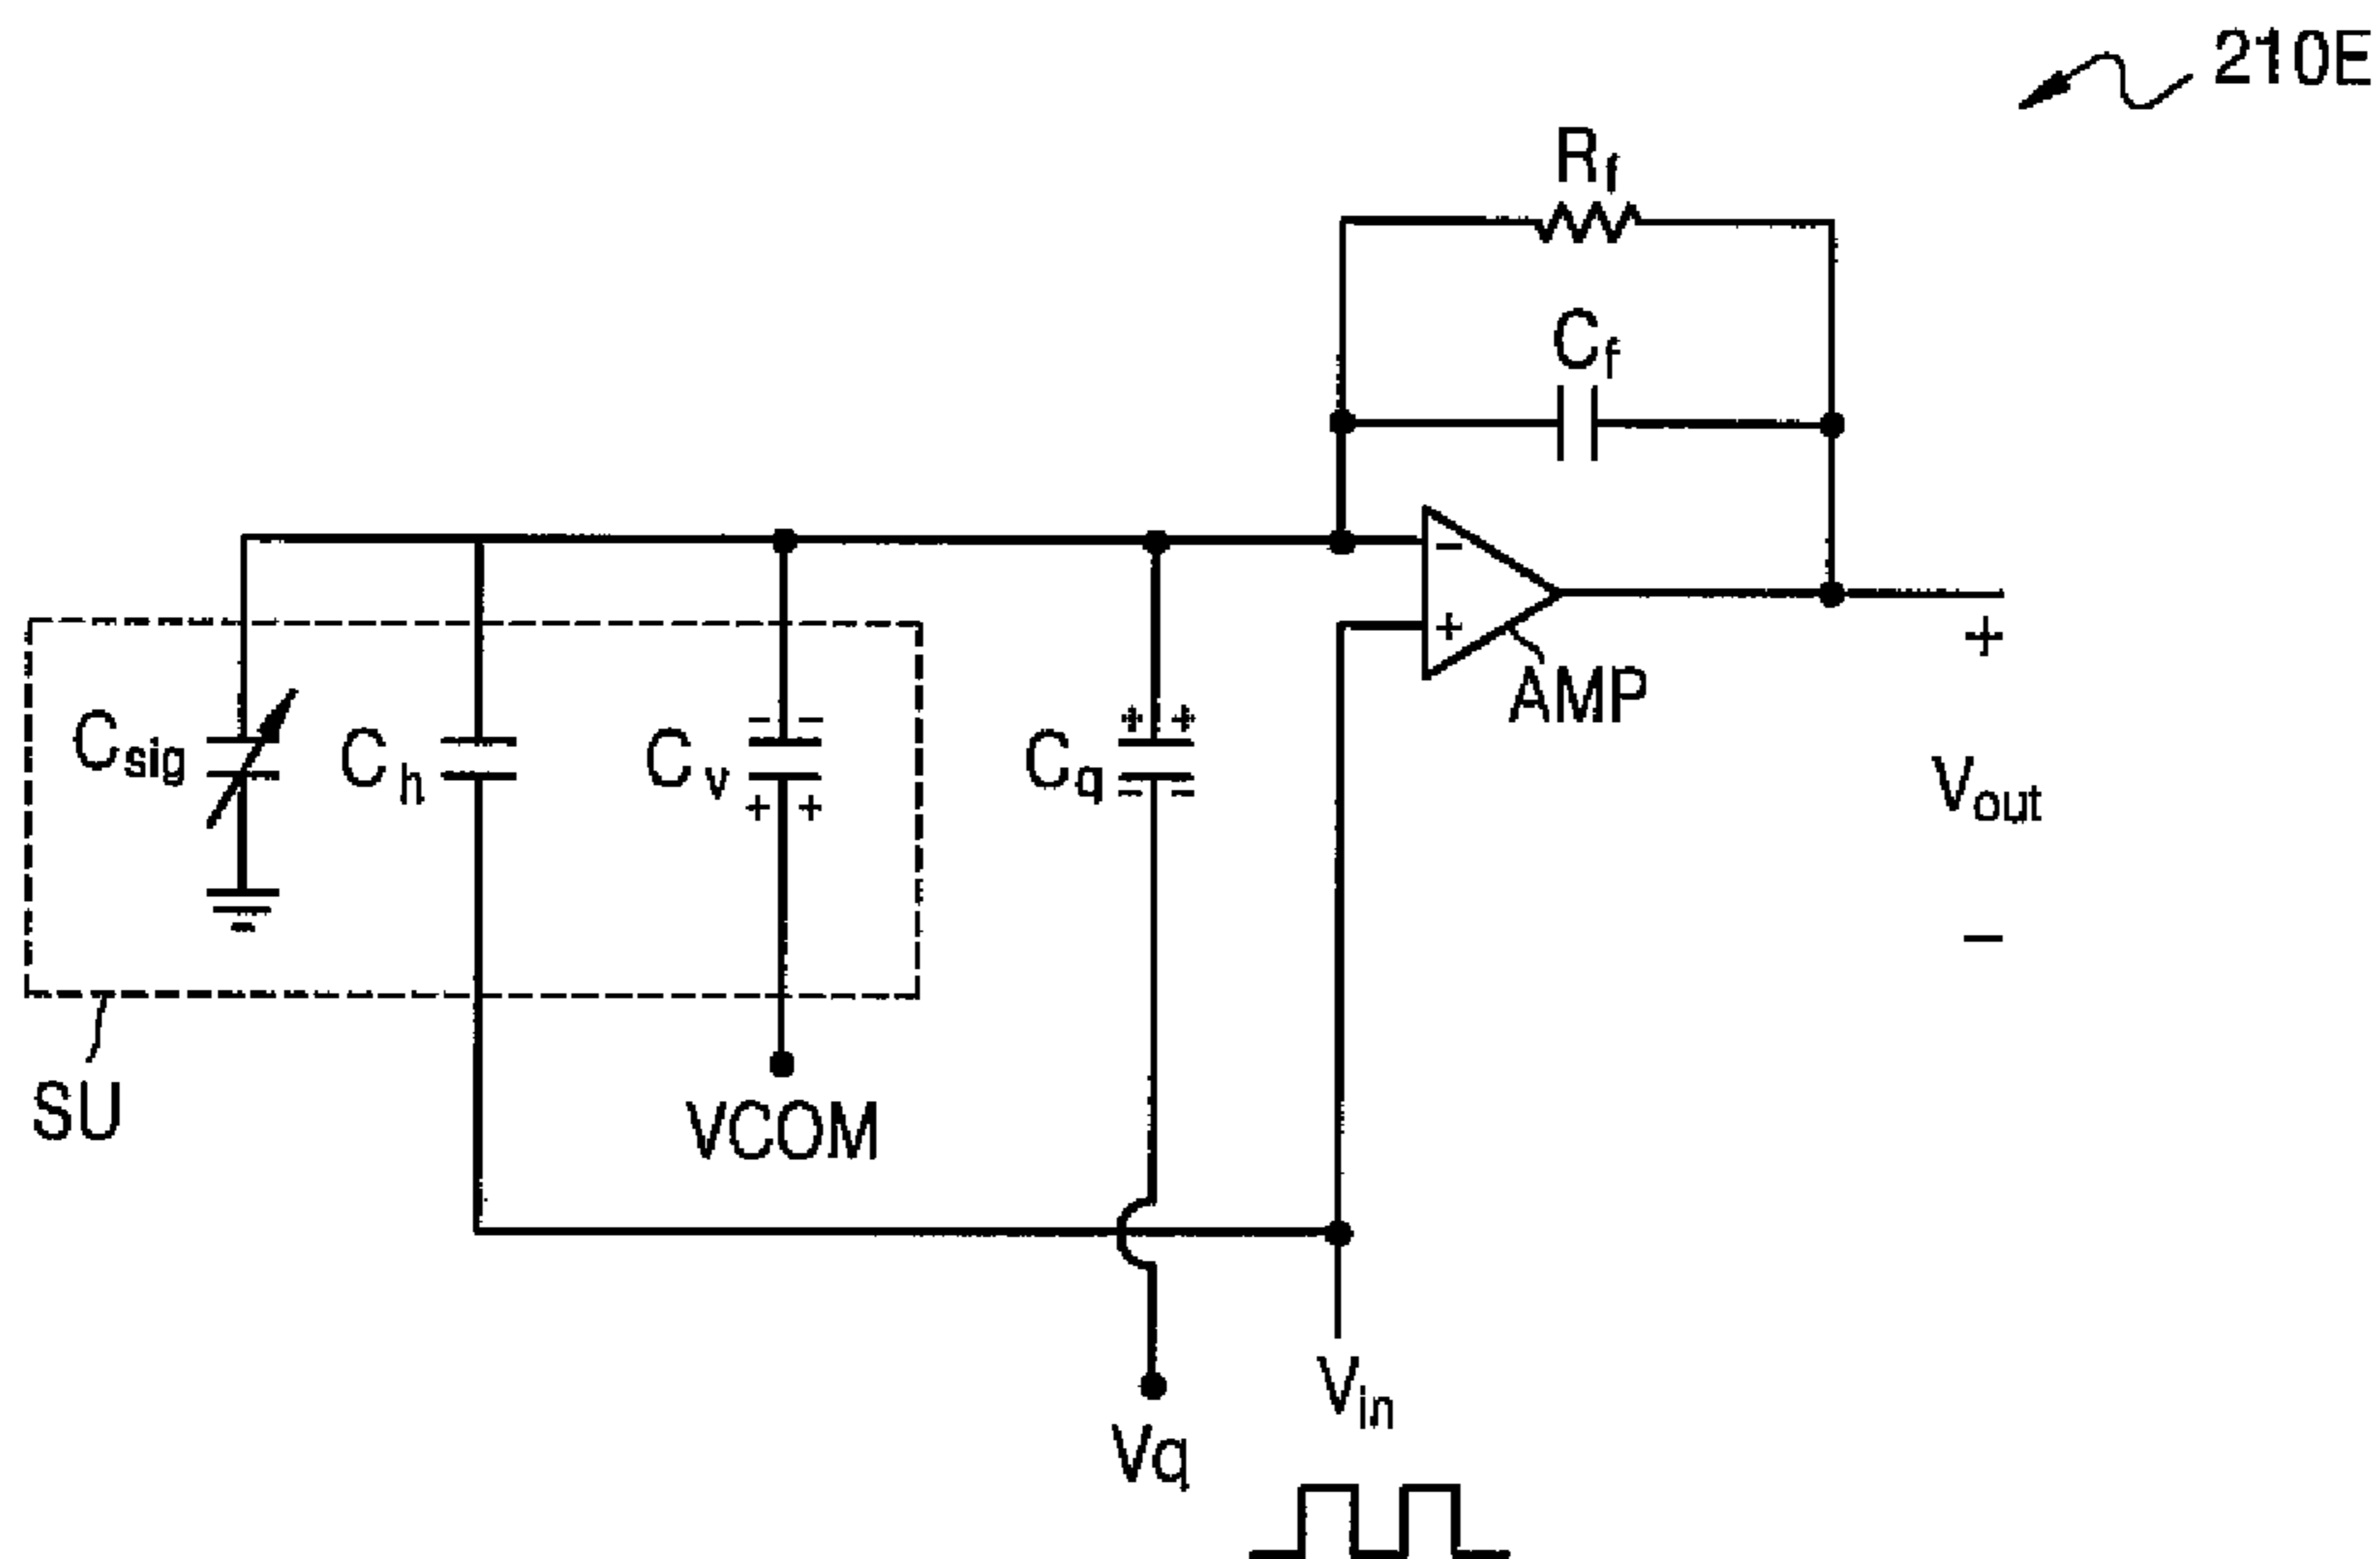 210E
Rf
Cf
−
+
AMP
+
Vout
−
Csig
Ch
Cv
− −
+ +
Cq
+ +
− −
SU
VCOM
Vq
Vin